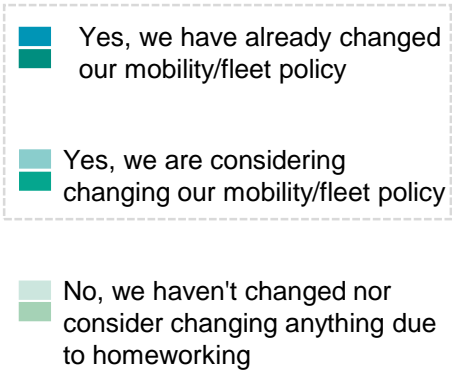 Yes, we have already changed
our mobility/fleet policy
Yes, we are considering
changing our mobility/fleet policy
No, we haven't changed nor
consider changing anything due
to homeworking